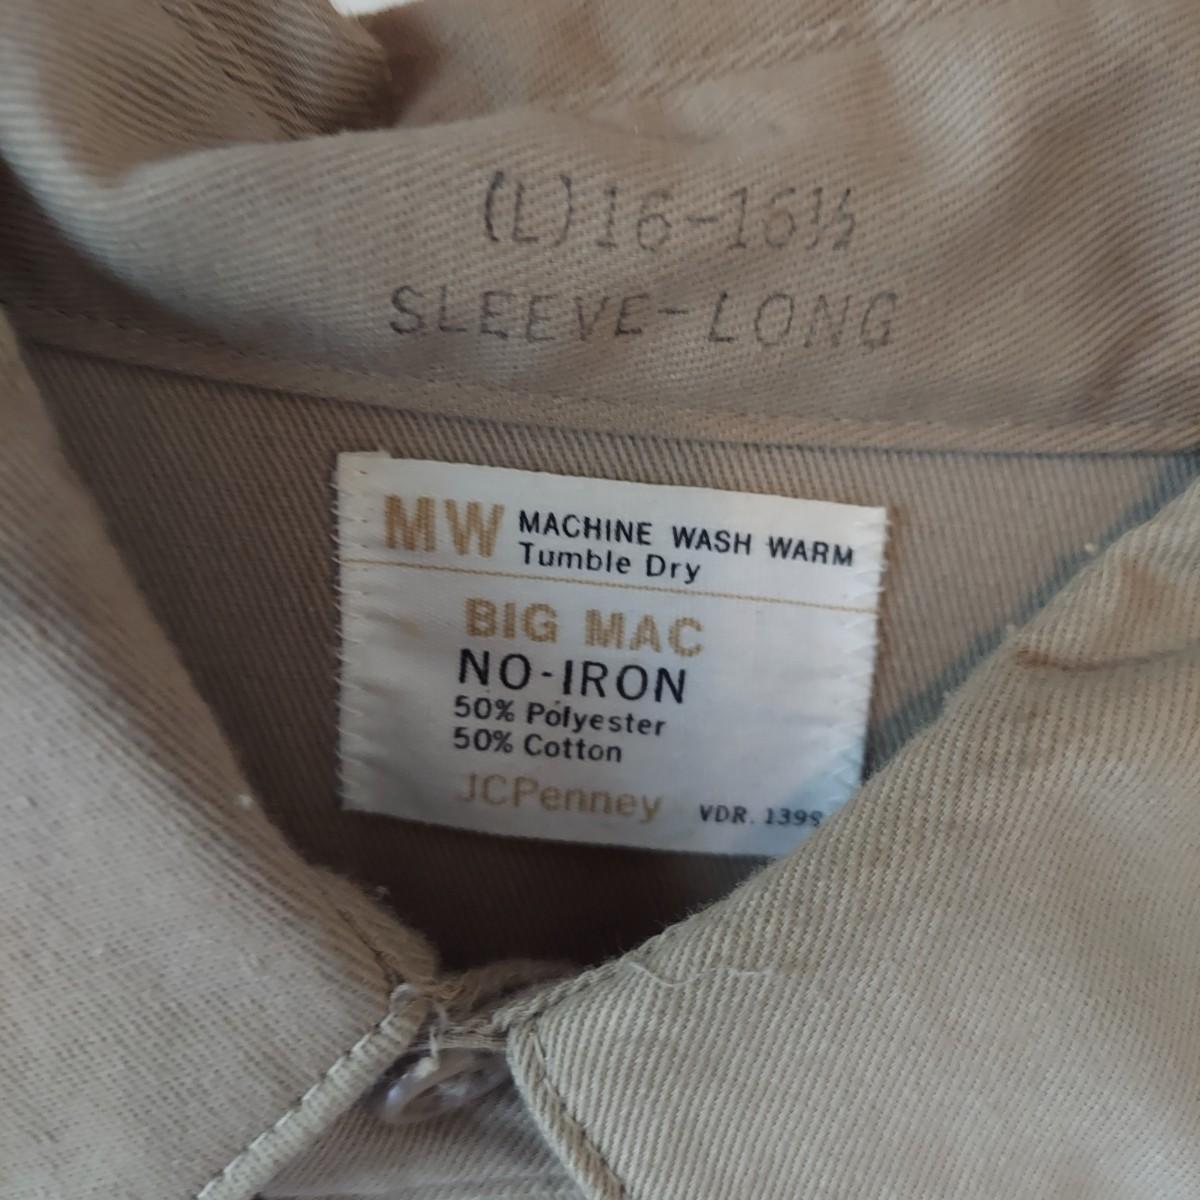 (L) 16-16½
SLEEVE-LONG
MW MACHINE WASH WARM
Tumble Dry
BIG MAC
NO-IRON
50% Polyester
50% Cotton
JCPenney VDR. 1399